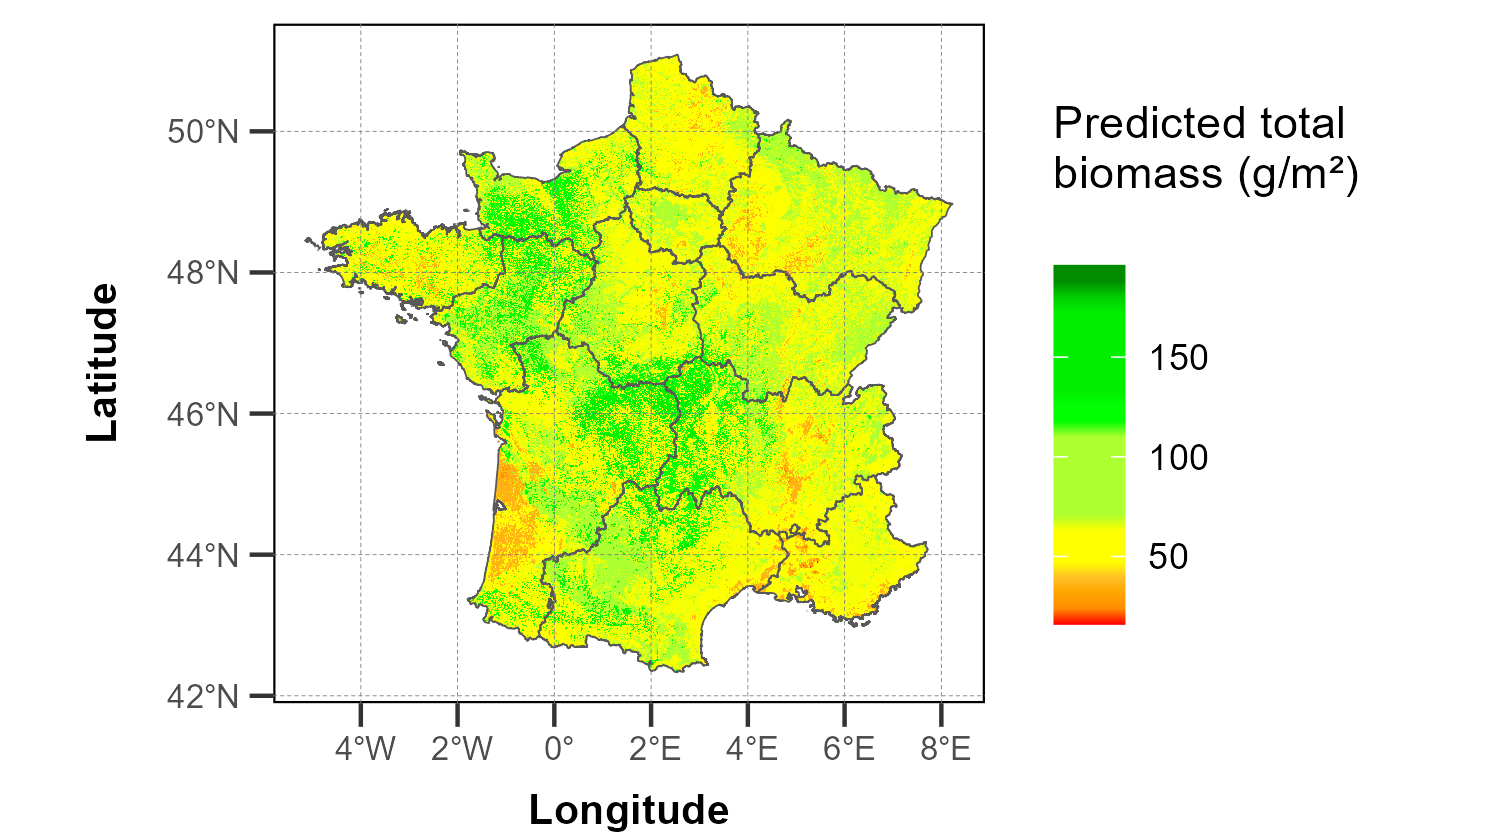 Predicted total
biomass (g/m²)
150
100
50
50°N
48°N
46°N
44°N
42°N
Latitude
4°W 2°W 0° 2°E 4°E 6°E 8°E
Longitude